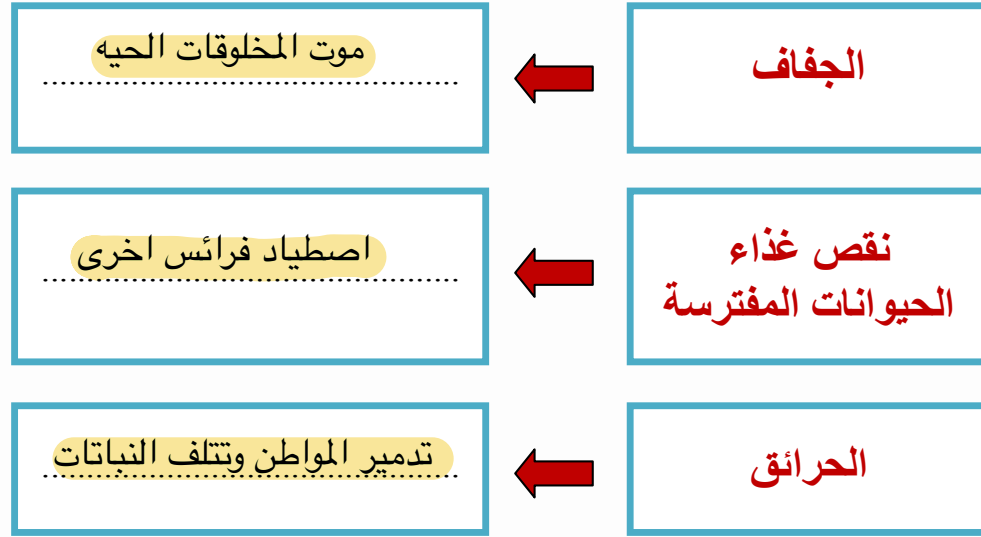 الجفاف
موت المخلوقات الحيه
نقص غذاء
الحيوانات المفترسة
اصطياد فرائس اخرى
الحرائق
تدمير المواطن وتتلف النباتات